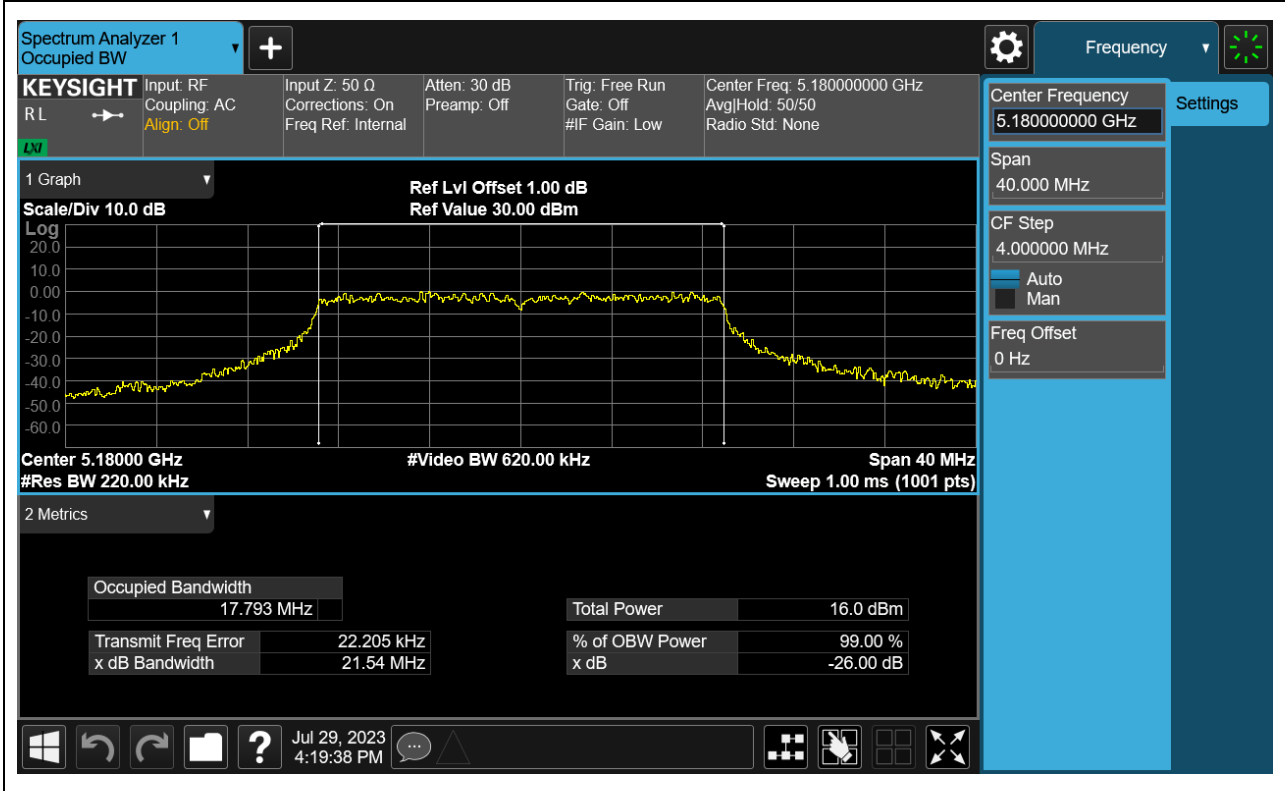 Spectrum Analyzer 1
Occupied BW
Frequency
KEYSIGHT
R L
LXI
Input: RF
Coupling: AC
Align: Off
Input Z: 50 Ω
Corrections: On
Freq Ref: Internal
Atten: 30 dB
Preamp: Off
Trig: Free Run
Gate: Off
#IF Gain: Low
Center Freq: 5.180000000 GHz
Avg|Hold: 50/50
Radio Std: None
Center Frequency
5.180000000 GHz
Settings
Span
40.000 MHz
CF Step
4.000000 MHz
Auto
Man
Freq Offset
0 Hz
1 Graph
Ref Lvl Offset 1.00 dB
Scale/Div 10.0 dB
Ref Value 30.00 dBm
Log
20.0
10.0
0.00
-10.0
-20.0
-30.0
-40.0
-50.0
-60.0
Center 5.18000 GHz
#Video BW 620.00 kHz
Span 40 MHz
#Res BW 220.00 kHz
Sweep 1.00 ms (1001 pts)
2 Metrics
Occupied Bandwidth
17.793 MHz
Total Power 16.0 dBm
Transmit Freq Error 22.205 kHz
% of OBW Power 99.00 %
x dB Bandwidth 21.54 MHz
x dB -26.00 dB
?
Jul 29, 2023
4:19:38 PM